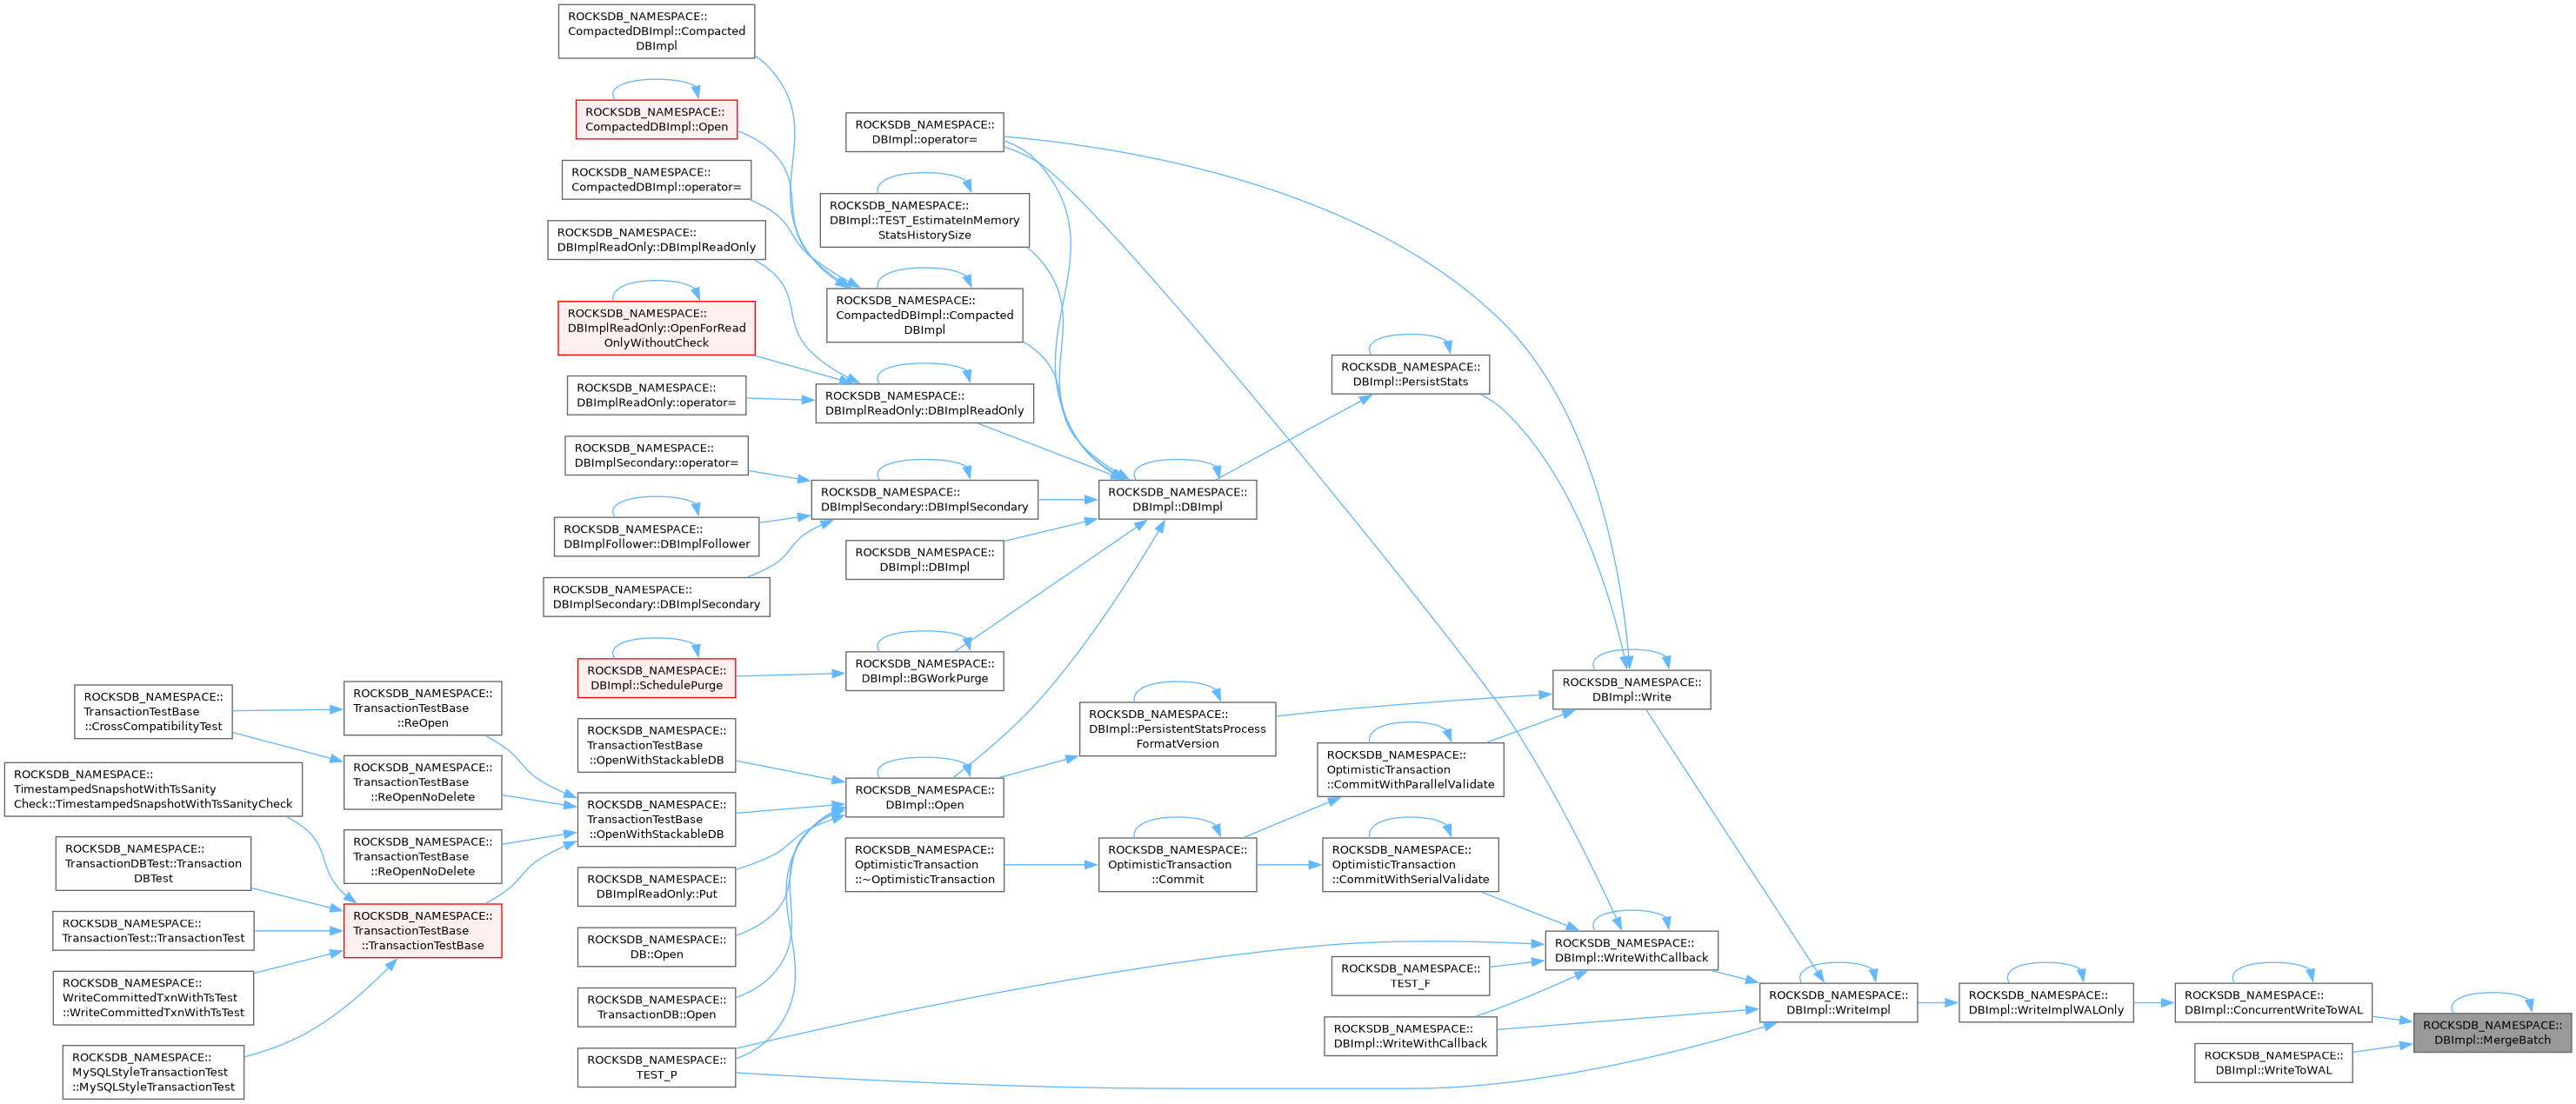 ROCKSDB_NAMESPACE::
CompactedDBImpl::Compacted
DBImpl
ROCKSDB_NAMESPACE::
CompactedDBImpl::Open
ROCKSDB_NAMESPACE::
CompactedDBImpl::operator=
ROCKSDB_NAMESPACE::
DBImplReadOnly::DBImplReadOnly
ROCKSDB_NAMESPACE::
DBImplReadOnly::OpenForRead
OnlyWithoutCheck
ROCKSDB_NAMESPACE::
DBImplReadOnly::operator=
ROCKSDB_NAMESPACE::
DBImplSecondary::operator=
ROCKSDB_NAMESPACE::
DBImplFollower::DBImplFollower
ROCKSDB_NAMESPACE::
DBImplSecondary::DBImplSecondary
ROCKSDB_NAMESPACE::
DBImpl::SchedulePurge
ROCKSDB_NAMESPACE::
TransactionTestBase
::OpenWithStackableDB
ROCKSDB_NAMESPACE::
TransactionTestBase
::OpenWithStackableDB
ROCKSDB_NAMESPACE::
DBImplReadOnly::Put
ROCKSDB_NAMESPACE::
DB::Open
ROCKSDB_NAMESPACE::
TransactionDB::Open
ROCKSDB_NAMESPACE::
TEST_P
ROCKSDB_NAMESPACE::
TransactionTestBase
::CrossCompatibilityTest
ROCKSDB_NAMESPACE::
TimestampedSnapshotWithTsSanity
Check::TimestampedSnapshotWithTsSanityCheck
ROCKSDB_NAMESPACE::
TransactionDBTest::Transaction
DBTest
ROCKSDB_NAMESPACE::
TransactionTest::TransactionTest
ROCKSDB_NAMESPACE::
WriteCommittedTxnWithTsTest
::WriteCommittedTxnWithTsTest
ROCKSDB_NAMESPACE::
MySQLStyleTransactionTest
::MySQLStyleTransactionTest
ROCKSDB_NAMESPACE::
TransactionTestBase
::ReOpen
ROCKSDB_NAMESPACE::
TransactionTestBase
::ReOpenNoDelete
ROCKSDB_NAMESPACE::
TransactionTestBase
::ReOpenNoDelete
ROCKSDB_NAMESPACE::
TransactionTestBase
::TransactionTestBase
ROCKSDB_NAMESPACE::
DBImpl::operator=
ROCKSDB_NAMESPACE::
DBImpl::TEST_EstimateInMemory
StatsHistorySize
ROCKSDB_NAMESPACE::
CompactedDBImpl::Compacted
DBImpl
ROCKSDB_NAMESPACE::
DBImplReadOnly::DBImplReadOnly
ROCKSDB_NAMESPACE::
DBImplSecondary::DBImplSecondary
ROCKSDB_NAMESPACE::
DBImpl::DBImpl
ROCKSDB_NAMESPACE::
DBImpl::BGWorkPurge
ROCKSDB_NAMESPACE::
DBImpl::Open
ROCKSDB_NAMESPACE::
OptimisticTransaction
::~OptimisticTransaction
ROCKSDB_NAMESPACE::
DBImpl::DBImpl
ROCKSDB_NAMESPACE::
DBImpl::PersistentStatsProcess
FormatVersion
ROCKSDB_NAMESPACE::
OptimisticTransaction
::Commit
ROCKSDB_NAMESPACE::
DBImpl::PersistStats
ROCKSDB_NAMESPACE::
OptimisticTransaction
::CommitWithParallelValidate
ROCKSDB_NAMESPACE::
OptimisticTransaction
::CommitWithSerialValidate
ROCKSDB_NAMESPACE::
TEST_F
ROCKSDB_NAMESPACE::
DBImpl::WriteWithCallback
ROCKSDB_NAMESPACE::
DBImpl::Write
ROCKSDB_NAMESPACE::
DBImpl::WriteWithCallback
ROCKSDB_NAMESPACE::
DBImpl::WriteImpl
ROCKSDB_NAMESPACE::
DBImpl::WriteImplWALOnly
ROCKSDB_NAMESPACE::
DBImpl::ConcurrentWriteToWAL
ROCKSDB_NAMESPACE::
DBImpl::WriteToWAL
ROCKSDB_NAMESPACE::
DBImpl::MergeBatch